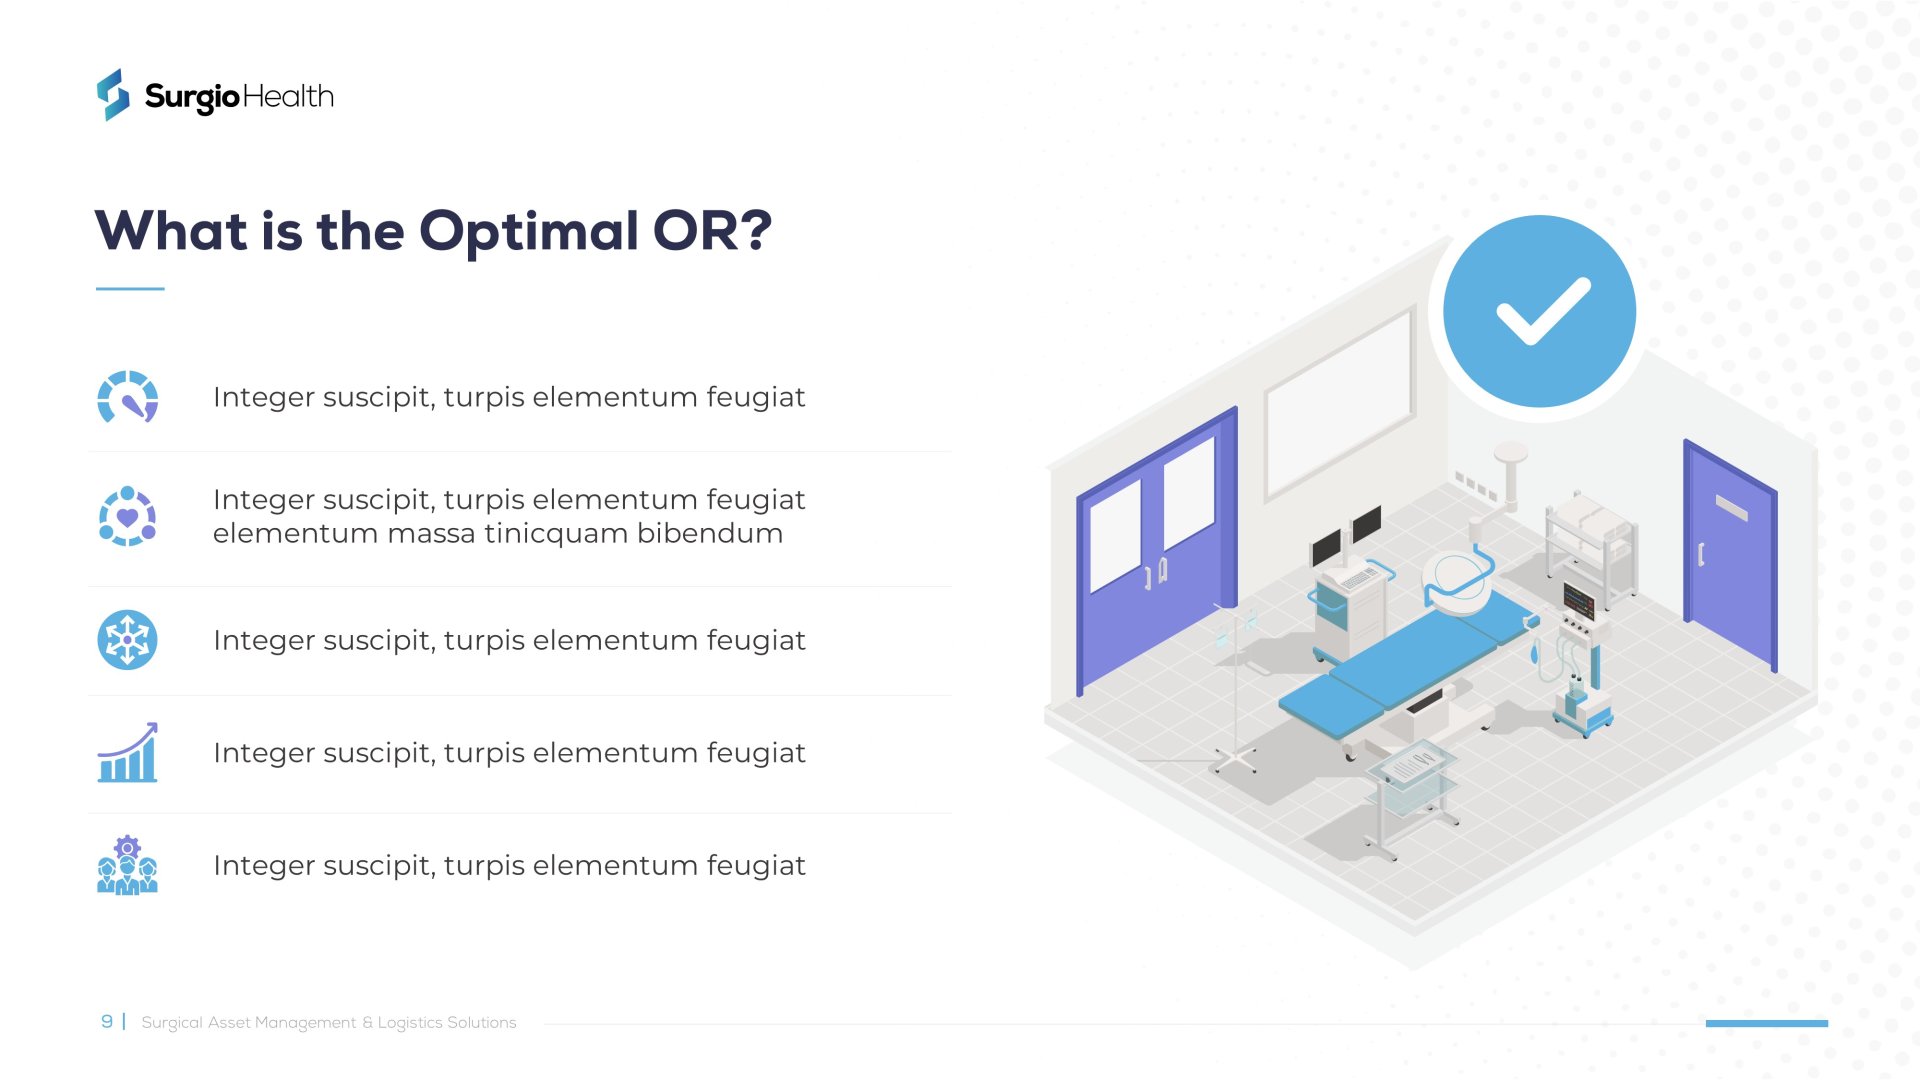 Surgio Health
What is the Optimal OR?
Integer suscipit, turpis elementum feugiat
Integer suscipit, turpis elementum feugiat
elementum massa tinicquam bibendum
Integer suscipit, turpis elementum feugiat
Integer suscipit, turpis elementum feugiat
Integer suscipit, turpis elementum feugiat
9 | Surgical Asset Management & Logistics Solutions